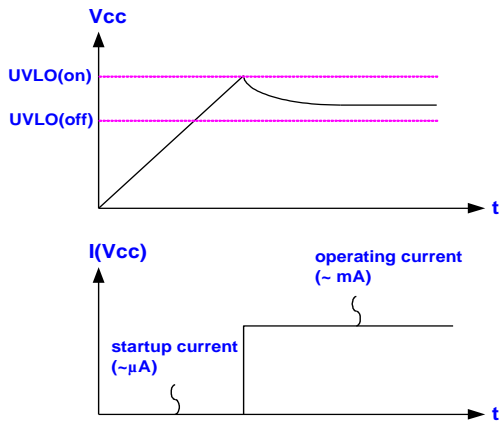 Vcc
UVLO(on)
UVLO(off)
t
I(Vcc)
operating current
(~ mA)
startup current
(~µA)
t